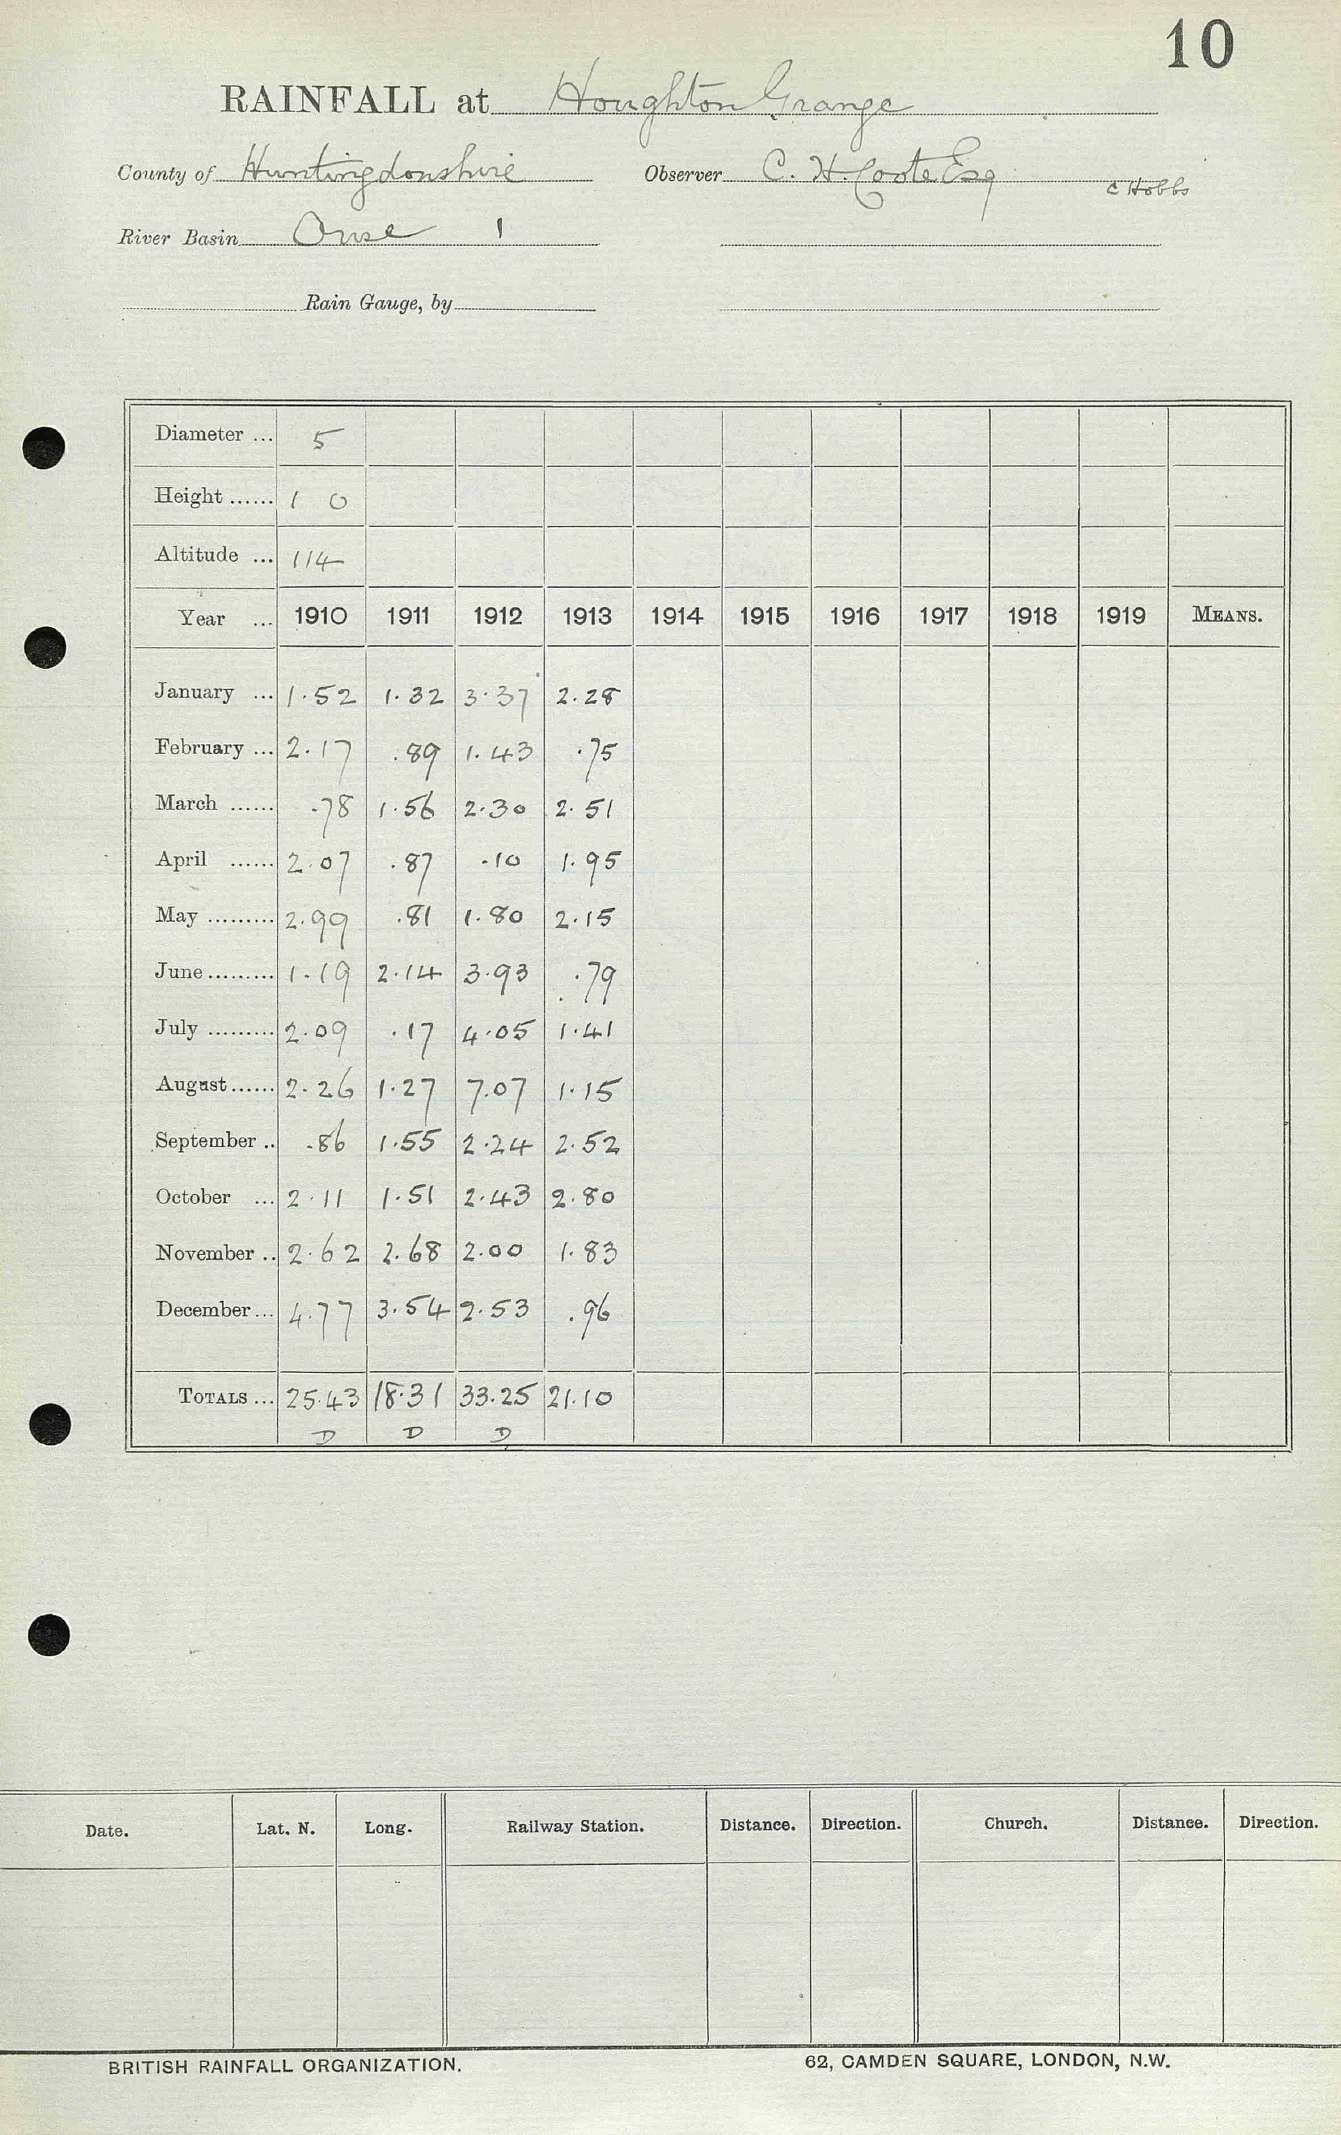 10
RAINFALL at Houghton Grange
County of Huntingdonshire Observer C. H. Coote Esq C Hobbs
River Basin Ouse 1
Rain Gauge, by
Diameter ... 5
Height ...... 1 0
Altitude ... 114
Year ... 1910 1911 1912 1913 1914 1915 1916 1917 1918 1919 MEANS.
January ... 1.52 1.32 3.37 2.28
February ... 2.17 .89 1.43 .75
March ...... .78 1.56 2.30 2.51
April ...... 2.07 .87 .10 1.95
May ......... 2.99 .81 1.80 2.15
June ......... 1.19 2.14 3.93 .79
July ......... 2.09 .17 4.05 1.41
August ...... 2.26 1.27 7.07 1.15
September .. .86 1.55 2.24 2.52
October ... 2.11 1.51 2.43 2.80
November .. 2.62 2.68 2.00 1.83
December ... 4.77 3.54 2.53 .96
TOTALS ... 25.43 18.31 33.25 21.10
D D D
Date. Lat. N. Long. Railway Station. Distance. Direction. Church. Distance. Direction.
BRITISH RAINFALL ORGANIZATION. 62, CAMDEN SQUARE, LONDON, N.W.